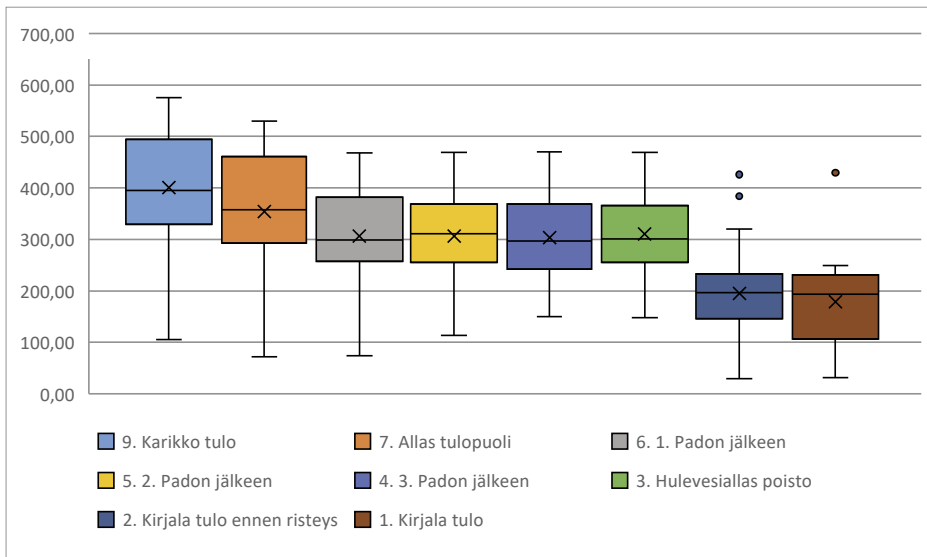 700,00
600,00
500,00
400,00
300,00
200,00
100,00
0,00
9. Karikko tulo 7. Allas tulopuoli 6. 1. Padon jälkeen
5. 2. Padon jälkeen 4. 3. Padon jälkeen 3. Hulevesiallas poisto
2. Kirjala tulo ennen risteys 1. Kirjala tulo